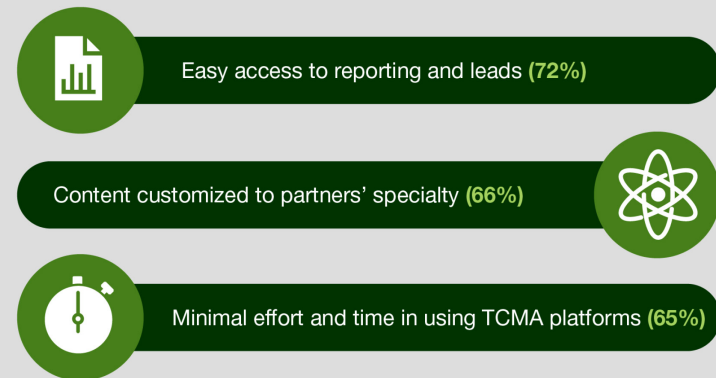 Easy access to reporting and leads (72%)
Content customized to partners’ specialty (66%)
Minimal effort and time in using TCMA platforms (65%)